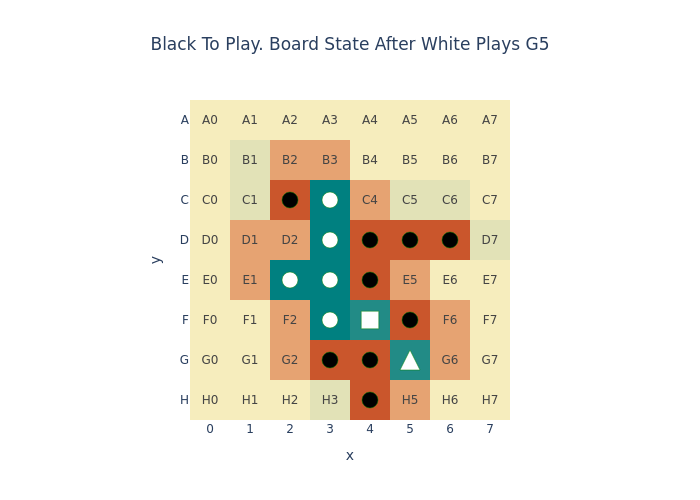 Black To Play. Board State After White Plays G5
A A0 A1 A2 A3 A4 A5 A6 A7
B B0 B1 B2 B3 B4 B5 B6 B7
C C0 C1 C4 C5 C6 C7
D D0 D1 D2 D7
E E0 E1 E5 E6 E7
F F0 F1 F2 F6 F7
G G0 G1 G2 G6 G7
H H0 H1 H2 H3 H5 H6 H7
0 1 2 3 4 5 6 7
x
y